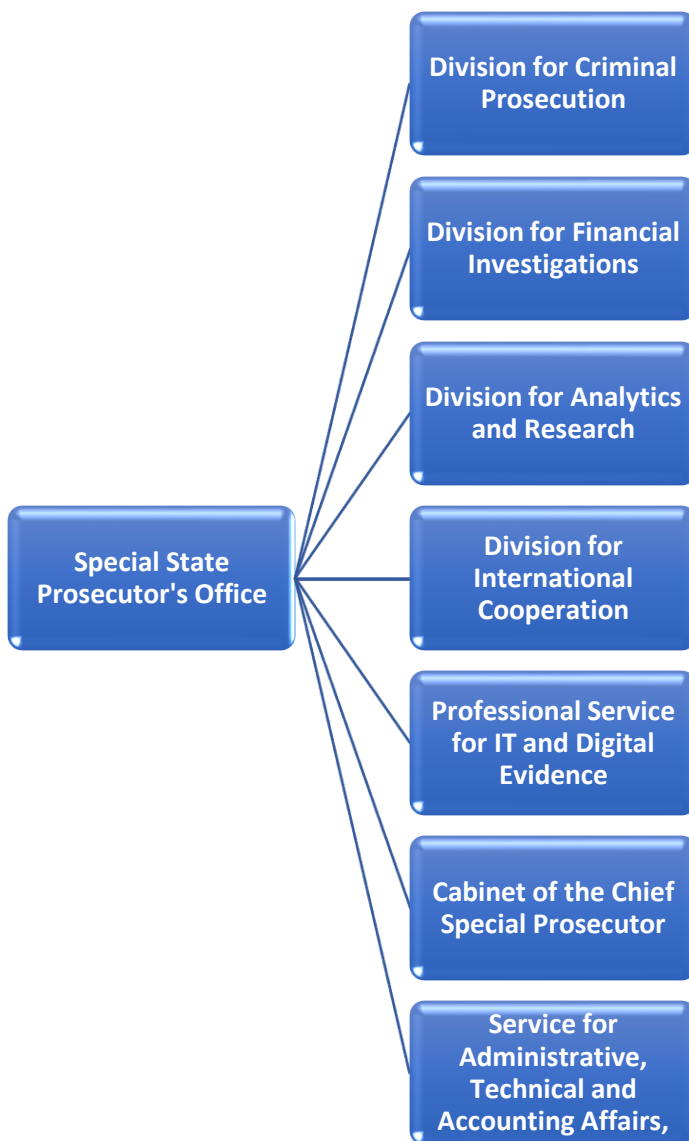 Division for Criminal
Prosecution
Division for Financial
Investigations
Division for Analytics
and Research
Special State
Prosecutor's Office
Division for
International
Cooperation
Professional Service
for IT and Digital
Evidence
Cabinet of the Chief
Special Prosecutor
Service for
Administrative,
Technical and
Accounting Affairs,